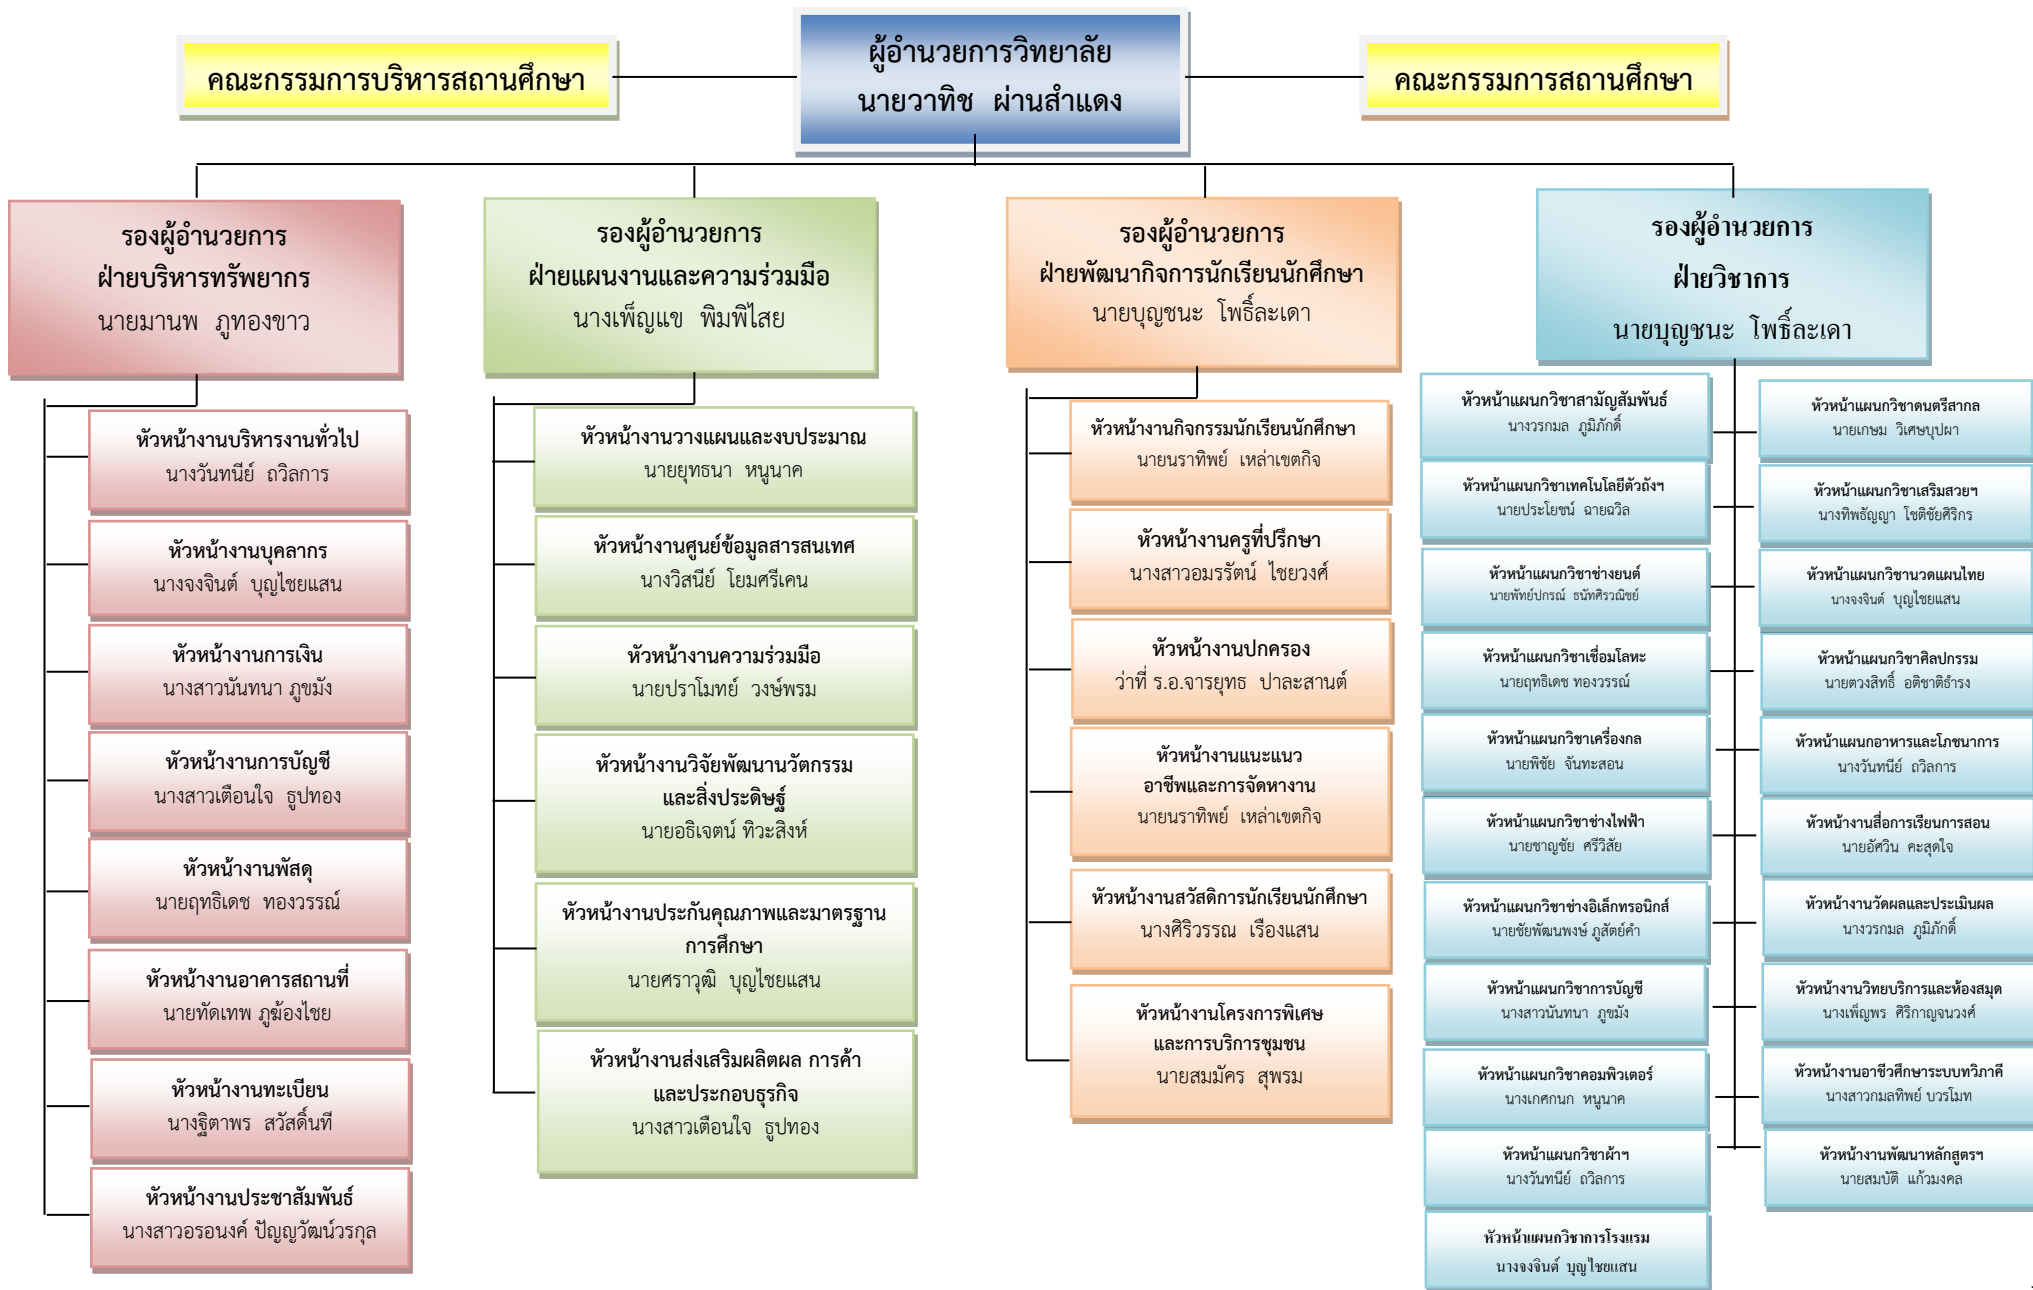 คณะกรรมการบริหารสถานศึกษา
ผู้อำนวยการวิทยาลัย
นายวาทิช  ผ่านสำแดง
คณะกรรมการสถานศึกษา
รองผู้อำนวยการ
ฝ่ายบริหารทรัพยากร
นายมานพ  ภูทองขาว
หัวหน้างานบริหารงานทั่วไป
นางวันทนีย์  ถวิลการ
หัวหน้างานบุคลากร
นางจงจินต์  บุญไชยแสน
หัวหน้างานการเงิน
นางสาวนันทนา ภูขมัง
หัวหน้างานการบัญชี
นางสาวเตือนใจ  ธูปทอง
หัวหน้างานพัสดุ
นายฤทธิเดช  ทองวรรณ์
หัวหน้างานอาคารสถานที่
นายทัดเทพ ภูฆ้องไชย
หัวหน้างานทะเบียน
นางฐิตาพร  สวัสดิ์นที
หัวหน้างานประชาสัมพันธ์
นางสาวอรอนงค์ ปัญญาวัฒน์วรกุล
รองผู้อำนวยการ
ฝ่ายแผนงานและความร่วมมือ
นางเพ็ญแข  พิมพิไสย
หัวหน้างานวางแผนและงบประมาณ
นายยุทธนา  หนูนาค
หัวหน้างานศูนย์ข้อมูลสารสนเทศ
นางวิสนีย์  โยมศรีเคน
หัวหน้างานความร่วมมือ
นายปราโมทย์  วงษ์พรม
หัวหน้างานวิจัยพัฒนานวัตกรรม
และสิ่งประดิษฐ์
นายอธิเจตน์ ทิวะสิงห์
หัวหน้างานประกันคุณภาพและมาตรฐาน
การศึกษา
นายศราวุฒิ  บุญไชยแสน
หัวหน้างานส่งเสริมผลิตผล การค้า
และประกอบธุรกิจ
นางสาวเตือนใจ  ธูปทอง
รองผู้อำนวยการ
ฝ่ายพัฒนากิจการนักเรียนนักศึกษา
นายบุญชนะ  โพธิ์ละเดา
หัวหน้างานกิจกรรมนักเรียนนักศึกษา
นายนราทิพย์  เหล่าเขตกิจ
หัวหน้างานครูที่ปรึกษา
นางสาวอมรรัตน์  ไชยวงศ์
หัวหน้างานปกครอง
ว่าที่ ร.อ.จารยุทธ  ปาละสานต์
หัวหน้างานแนะแนว
อาชีพและการจัดหางาน
นายนราทิพย์  เหล่าเขตกิจ
หัวหน้างานสวัสดิการนักเรียนนักศึกษา
นางศิริวรรณ  เรืองแสน
หัวหน้างานโครงการพิเศษ
และการบริการชุมชน
นายสมมัคร  สุพรม
รองผู้อำนวยการ
ฝ่ายวิชาการ
นายบุญชนะ  โพธิ์ละเดา
หัวหน้าแผนกวิชาสามัญสัมพันธ์
นางวรกมล  ภูมิภักดิ์
หัวหน้าแผนกวิชาเทคโนโลยีตัวถังฯ
นายประโยชน์  ฉายฉวิล
หัวหน้าแผนกวิชาช่างยนต์
นายพัทย์ปกรณ์  ธนัทศิรวณิชย์
หัวหน้าแผนกวิชาเชื่อมโลหะ
นายฤทธิเดช ทองวรรณ์
หัวหน้าแผนกวิชาเครื่องกล
นายพิชัย  จันทะสอน
หัวหน้าแผนกวิชาช่างไฟฟ้า
นายชาญชัย  ศรีวิสัย
หัวหน้าแผนกวิชาช่างอิเล็กทรอนิกส์
นายชัยพัฒนพงษ์ ภูสัตย์คำ
หัวหน้าแผนกวิชาการบัญชี
นางสาวนันทนา  ภูขมัง
หัวหน้าแผนกวิชาคอมพิวเตอร์
นางเกศกนก  หนูนาค
หัวหน้าแผนกวิชาผ้าฯ
นางวันทนีย์  ถวิลการ
หัวหน้าแผนกวิชาการโรงแรม
นางจงจินต์  บุญไชยแสน
หัวหน้าแผนกวิชาดนตรีสากล
นายเกษม  วิเศษบุปผา
หัวหน้าแผนกวิชาเสริมสวยฯ
นางทิพธัญญา  โชติชัยศิริกร
หัวหน้าแผนกวิชานวดแผนไทย
นางจงจินต์  บุญไชยแสน
หัวหน้าแผนกวิชาศิลปกรรม
นายตวงสิทธิ์  อติชาติธำรง
หัวหน้าแผนกอาหารและโภชนาการ
นางวันทนีย์  ถวิลการ
หัวหน้างานสื่อการเรียนการสอน
นายอัศวิน  คะสุดใจ
หัวหน้างานวัดผลและประเมินผล
นางวรกมล  ภูมิภักดิ์
หัวหน้างานวิทยบริการและห้องสมุด
นางเพ็ญพร  ศิริกาญจนวงศ์
หัวหน้างานอาชีวศึกษาระบบทวิภาคี
นางสาวกมลทิพย์ บวรโมท
หัวหน้างานพัฒนาหลักสูตรฯ
นายสมบัติ  แก้วมงคล